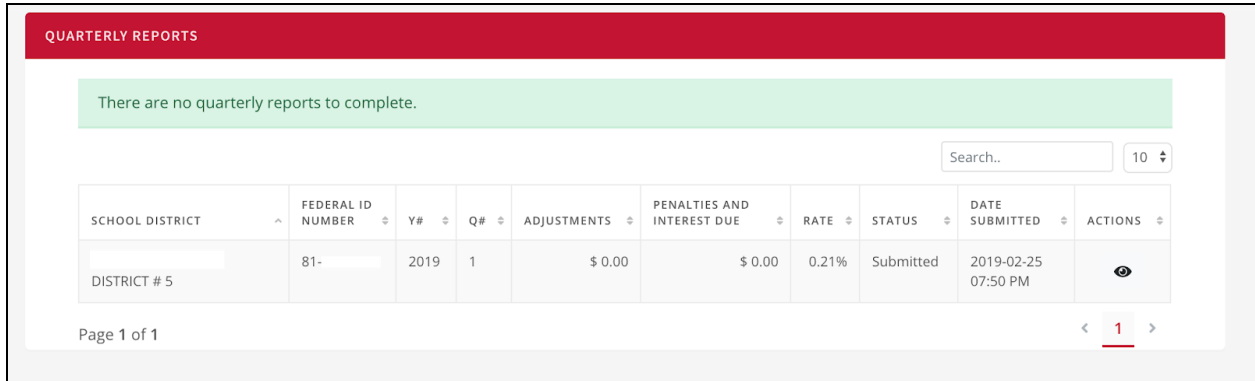 QUARTERLY REPORTS
There are no quarterly reports to complete.
Search.. 10
SCHOOL DISTRICT FEDERAL ID NUMBER Y# Q# ADJUSTMENTS PENALTIES AND INTEREST DUE RATE STATUS DATE SUBMITTED ACTIONS
DISTRICT # 5 81- 2019 1 $ 0.00 $ 0.00 0.21% Submitted 2019-02-25 07:50 PM
Page 1 of 1 < 1 >